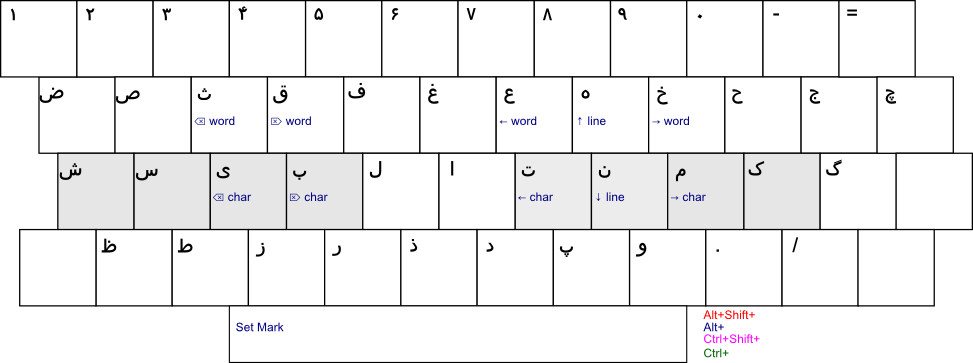 ۱ ۲ ۳ ۴ ۵ ۶ ۷ ۸ ۹ ۰ - =
ض ص ث ق ف غ ع ه خ ح ج چ
⌫ word ⌦ word ← word ↑ line → word
ش س ی ب ل ا ت ن م ک گ
⌫ char ⌦ char ← char ↓ line → char
ظ ط ز ر ذ د پ و . /
Set Mark
Alt+Shift+
Alt+
Ctrl+Shift+
Ctrl+